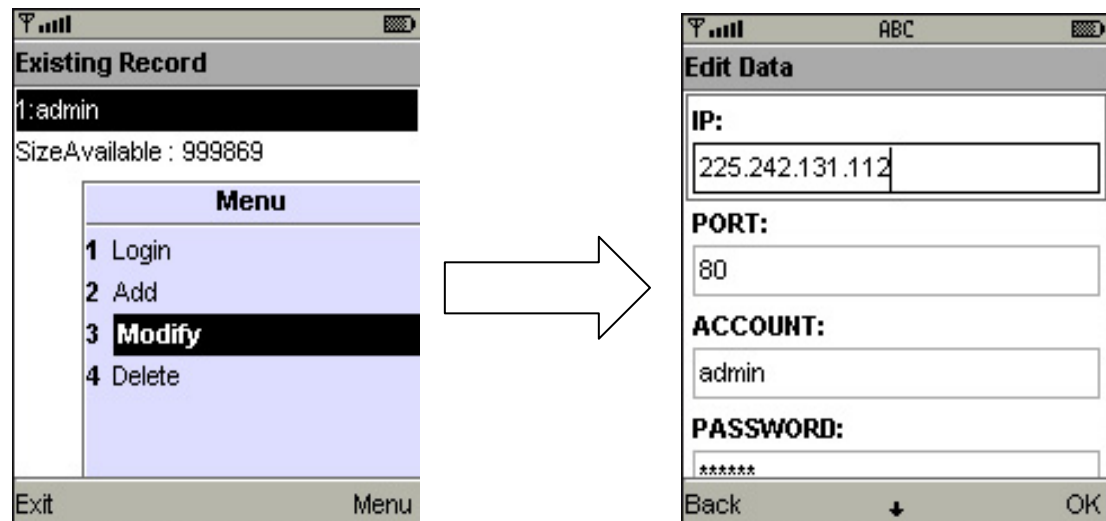 Existing Record
1:admin
SizeAvailable : 999869
Menu
1 Login
2 Add
3 Modify
4 Delete
Exit Menu
ABC
Edit Data
IP:
225.242.131.112
PORT:
80
ACCOUNT:
admin
PASSWORD:
******
Back OK